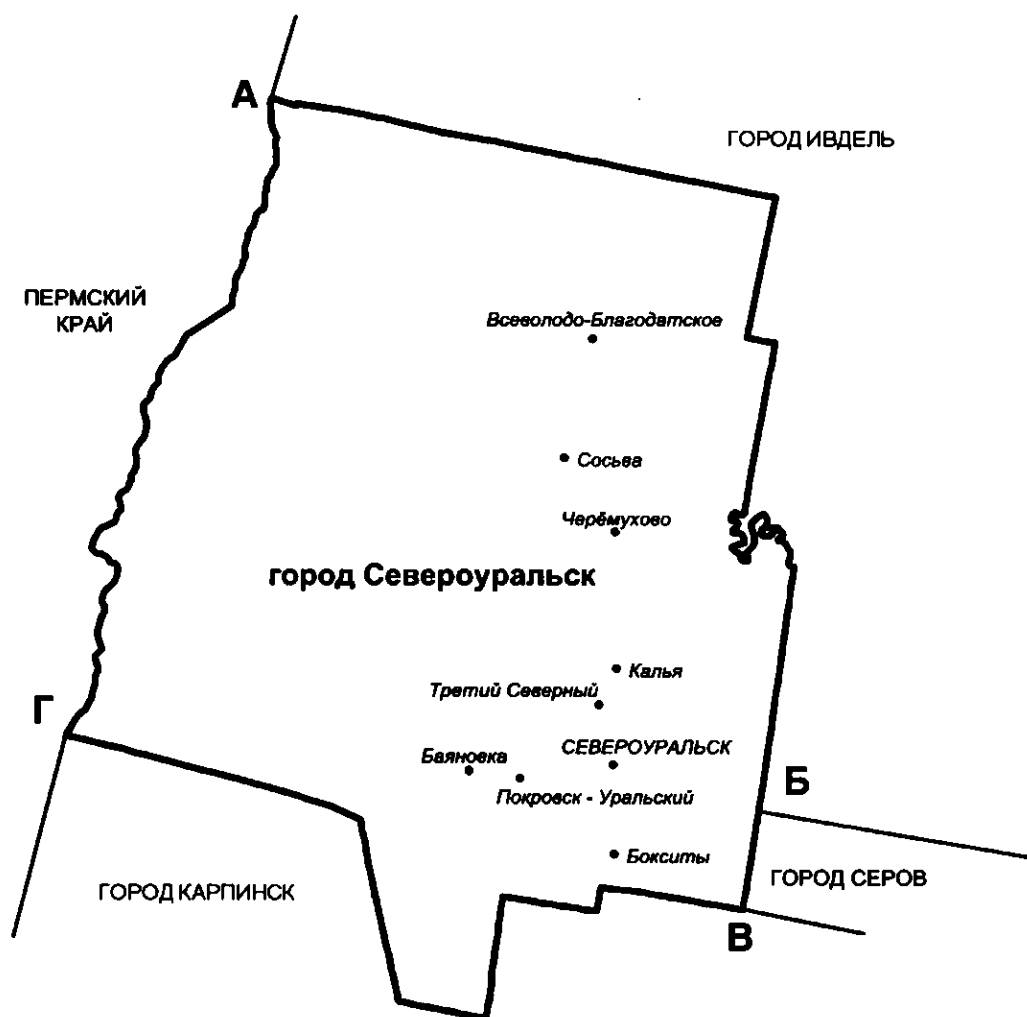 А
ГОРОД ИВДЕЛЬ
ПЕРМСКИЙ
КРАЙ
Всеволодо-Благодатское
Сосьва
Черёмухово
город Североуральск
Калья
Третий Северный
Г
СЕВЕРОУРАЛЬСК
Баяновка
Б
Покровск - Уральский
Бокситы
ГОРОД СЕРОВ
ГОРОД КАРПИНСК
В